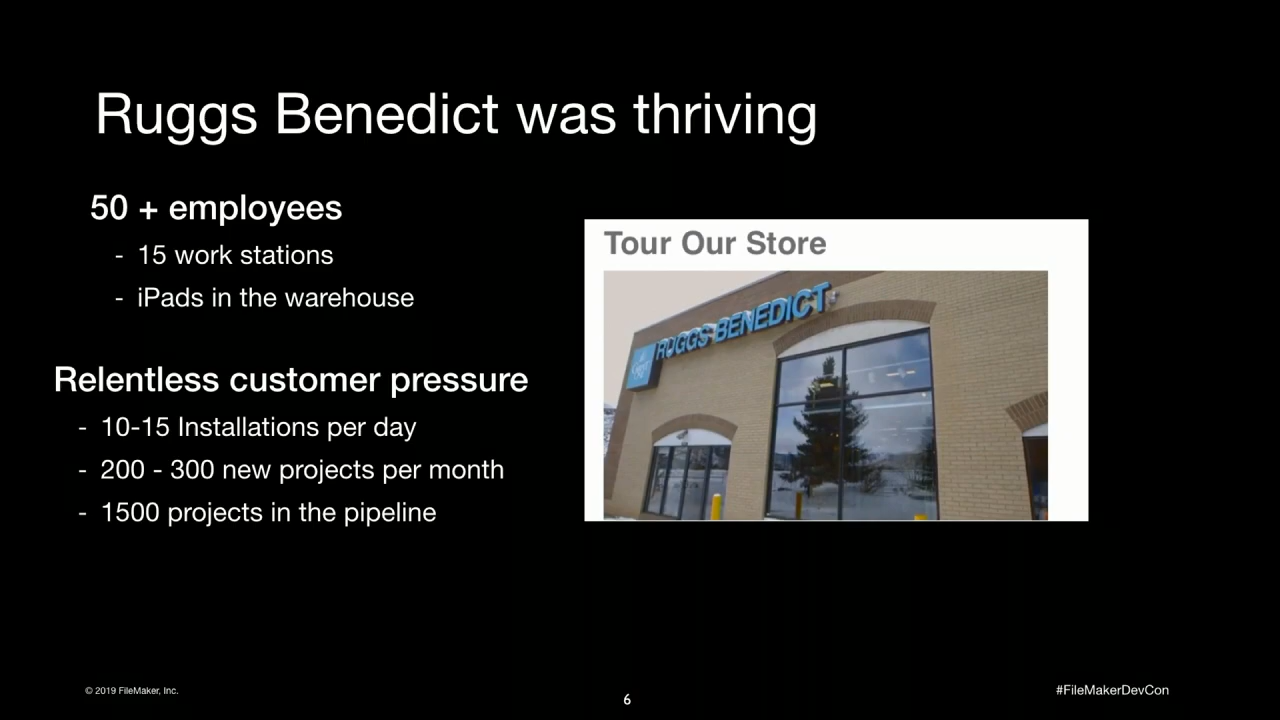 Ruggs Benedict was thriving
50 + employees
- 15 work stations
- iPads in the warehouse
Relentless customer pressure
- 10-15 Installations per day
- 200 - 300 new projects per month
- 1500 projects in the pipeline
Tour Our Store
RUGGS BENEDICT
© 2019 FileMaker, Inc.
6
#FileMakerDevCon